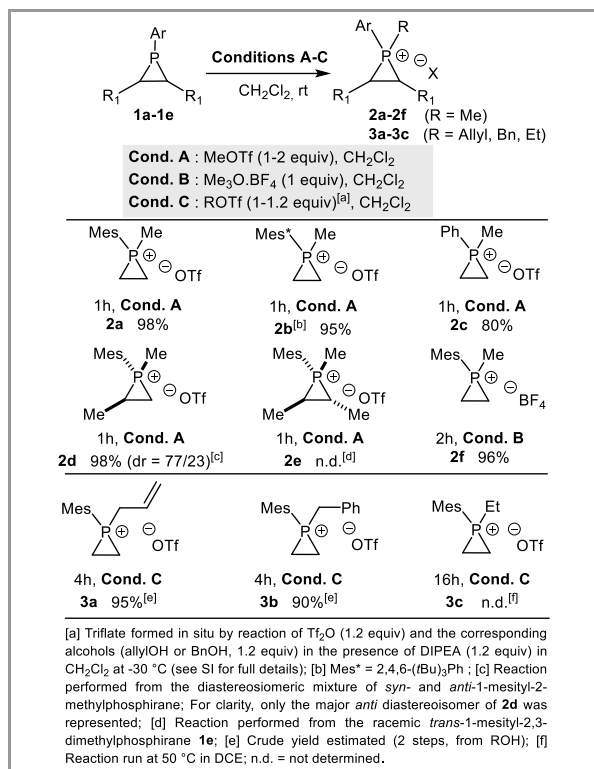 Ar
P
R1 R1
1a-1e
Conditions A-C
CH2Cl2, rt
Ar R
P ⊕ ⊖ X
R1 R1
2a-2f (R = Me)
3a-3c (R = Allyl, Bn, Et)
Cond. A : MeOTf (1-2 equiv), CH2Cl2
Cond. B : Me3O.BF4 (1 equiv), CH2Cl2
Cond. C : ROTf (1-1.2 equiv)[a], CH2Cl2
Mes Me
P ⊕ ⊖ OTf
1h, Cond. A
2a 98%
Mes* Me
P ⊕ ⊖ OTf
1h, Cond. A
2b[b] 95%
Ph Me
P ⊕ ⊖ OTf
1h, Cond. A
2c 80%
Mes Me
P ⊕ ⊖ OTf
Me
1h, Cond. A
2d 98% (dr = 77/23)[c]
Mes Me
P ⊕ ⊖ OTf
Me Me
1h, Cond. A
2e n.d.[d]
Mes Me
P ⊕ ⊖ BF4
2h, Cond. B
2f 96%
Mes
P ⊕ ⊖ OTf
4h, Cond. C
3a 95%[e]
Mes Ph
P ⊕ ⊖ OTf
4h, Cond. C
3b 90%[e]
Mes Et
P ⊕ ⊖ OTf
16h, Cond. C
3c n.d.[f]
[a] Triflate formed in situ by reaction of Tf2O (1.2 equiv) and the corresponding
alcohols (allylOH or BnOH, 1.2 equiv) in the presence of DIPEA (1.2 equiv) in
CH2Cl2 at -30 °C (see SI for full details); [b] Mes* = 2,4,6-(tBu)3Ph ; [c] Reaction
performed from the diastereosiomeric mixture of syn- and anti-1-mesityl-2-
methylphosphirane; For clarity, only the major anti diastereoisomer of 2d was
represented; [d] Reaction performed from the racemic trans-1-mesityl-2,3-
dimethylphosphirane 1e; [e] Crude yield estimated (2 steps, from ROH); [f]
Reaction run at 50 °C in DCE; n.d. = not determined.